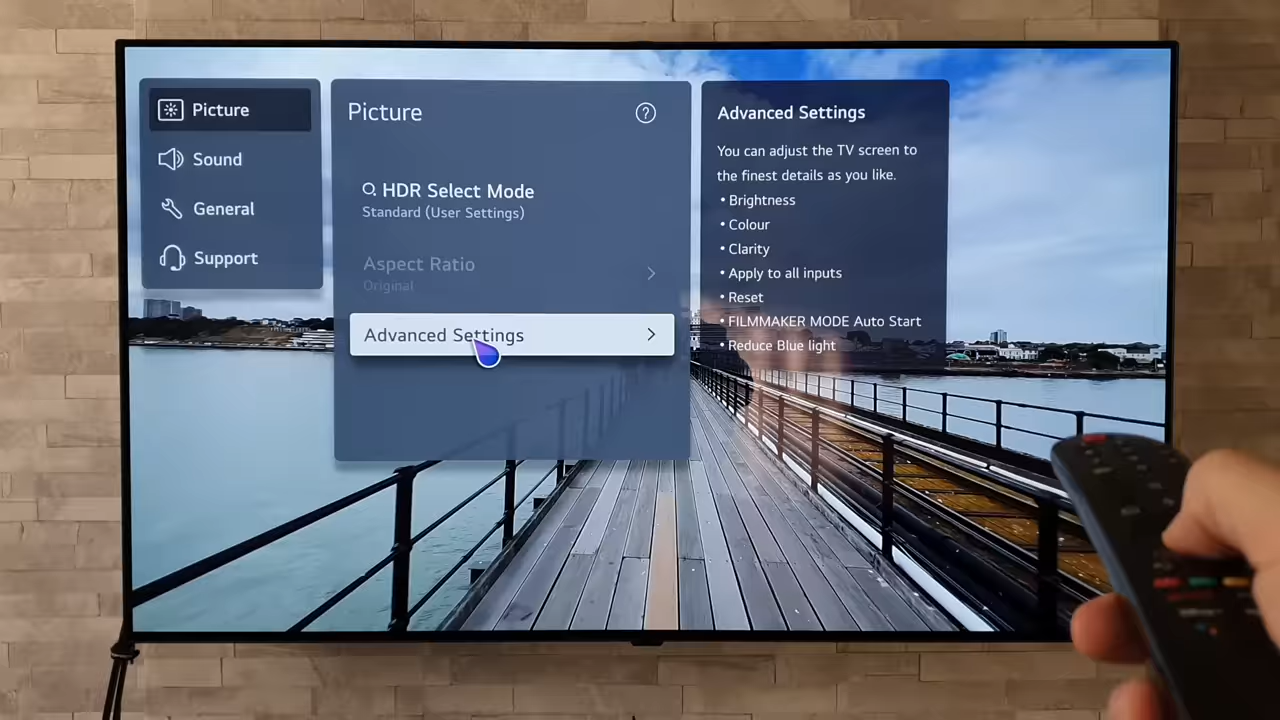 Picture
Sound
General
Support
Picture
?
HDR Select Mode
Standard (User Settings)
Aspect Ratio
Original
Advanced Settings
Advanced Settings
You can adjust the TV screen to
the finest details as you like.
• Brightness
• Colour
• Clarity
• Apply to all inputs
• Reset
• FILMMAKER MODE Auto Start
• Reduce Blue light